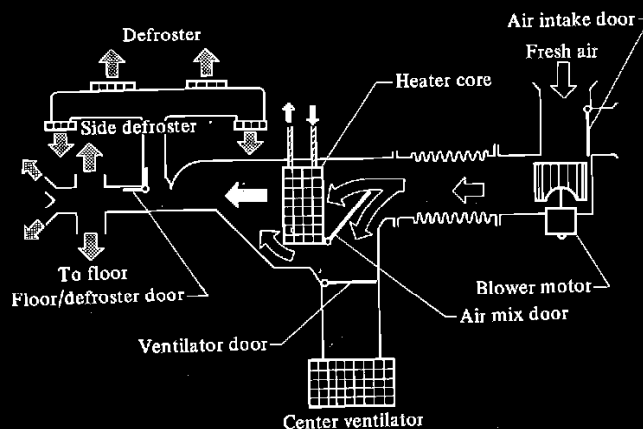 Air intake door
Defroster
Fresh air
Heater core
Side defroster
To floor
Floor/defroster door
Blower motor
Air mix door
Ventilator door
Center ventilator